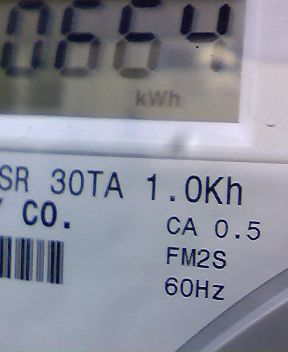 0664
kWh
SR 30TA 1.0Kh
Y CO.
CA 0.5
FM2S
60Hz